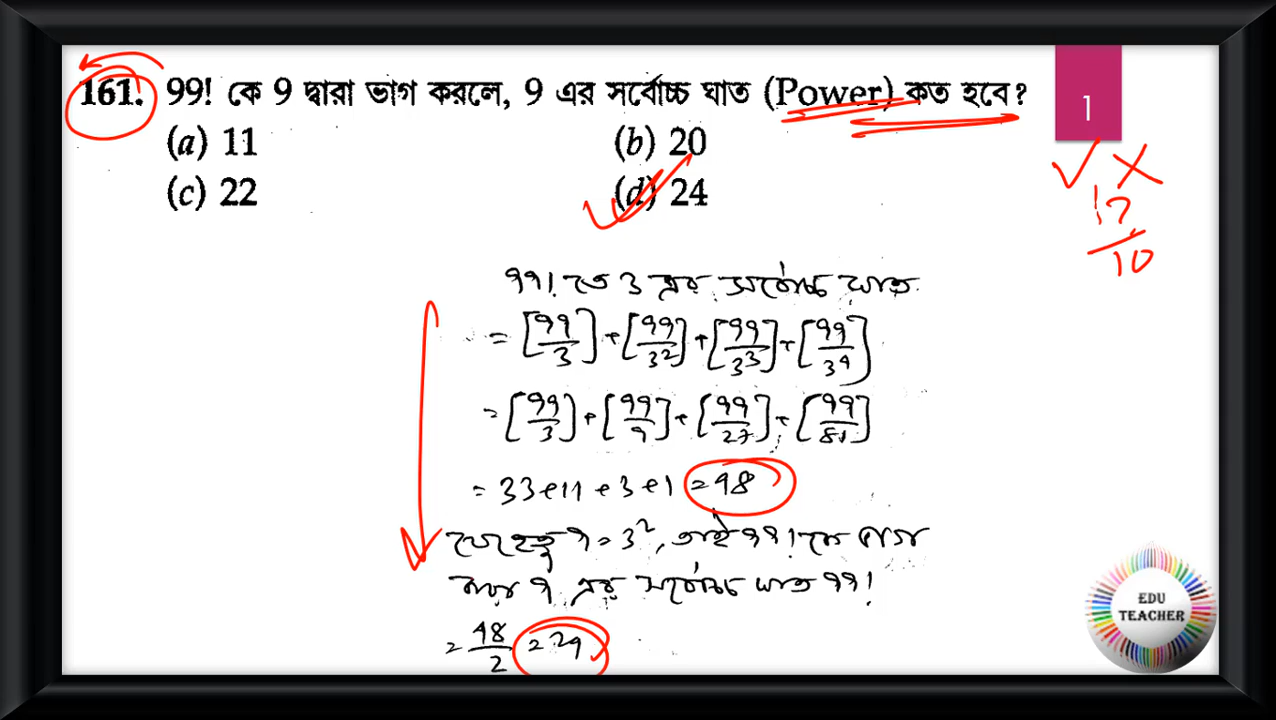 161. 99! কে 9 দ্বারা ভাগ করলে, 9 এর সর্বোচ্চ ঘাত (Power) কত হবে?
(a) 11 (b) 20
(c) 22 (d) 24
1
12
10
99! তে 3 এর সর্বোচ্চ ঘাত
= [99/3] + [99/3²] + [99/3³] + [99/3⁴]
= [99/3] + [99/9] + [99/27] + [99/81]
= 33+11+3+1 = 48
যেহেতু 9 = 3², তাই 99! কে ভাগ
করলে 9 এর সর্বোচ্চ ঘাত 99!
= 48/2 = 24
EDU
TEACHER